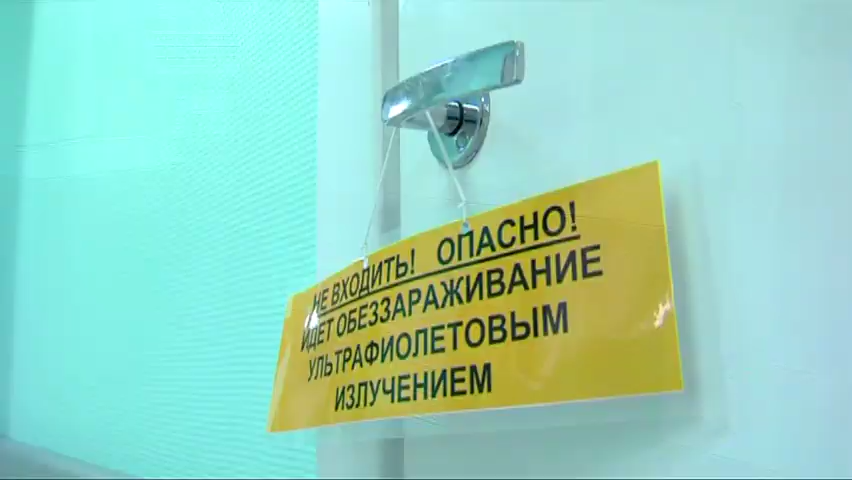 НЕ ВХОДИТЬ! ОПАСНО!
ИДЕТ ОБЕЗЗАРАЖИВАНИЕ
УЛЬТРАФИОЛЕТОВЫМ
ИЗЛУЧЕНИЕМ